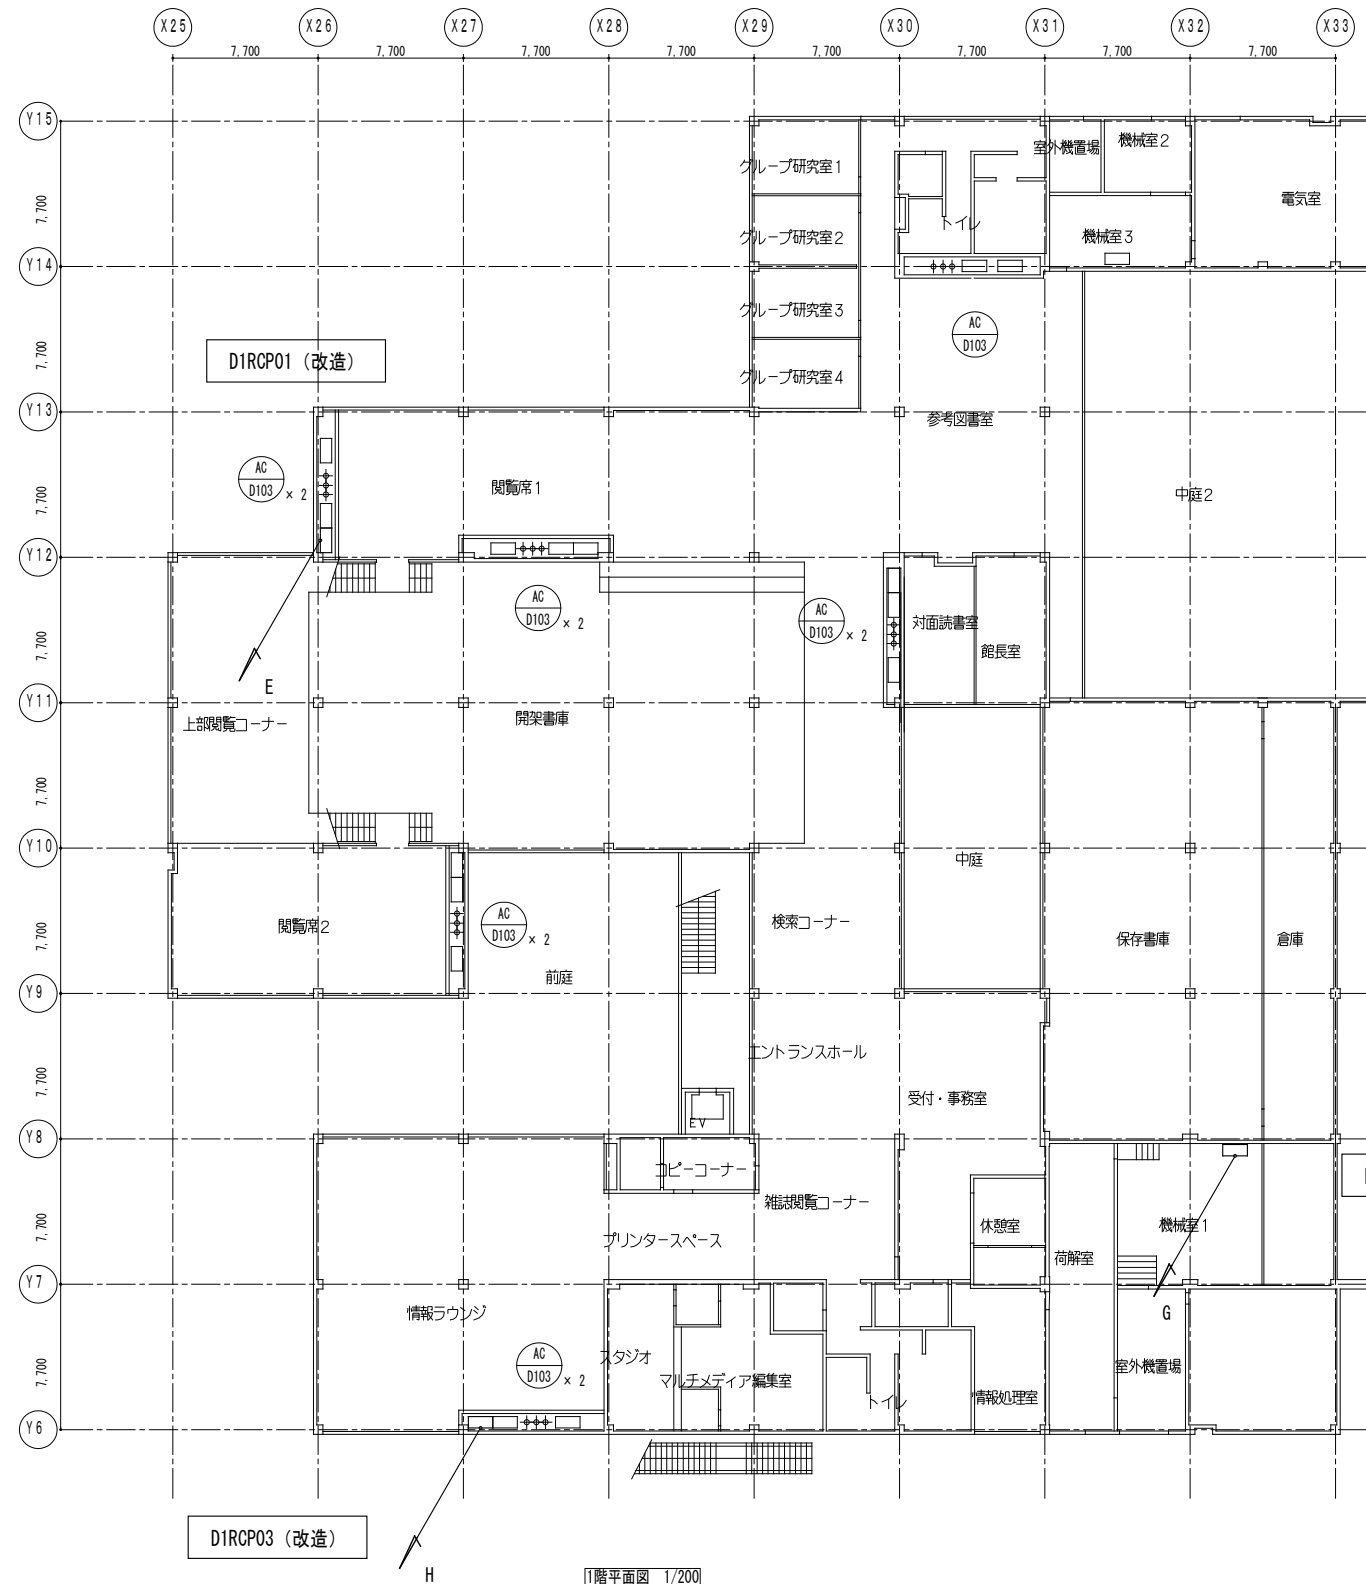 X25 X26 X27 X28 X29 X30 X31 X32 X33
7,700 7,700 7,700 7,700 7,700 7,700 7,700 7,700
Y15
室外機置場
機械室2
グループ研究室1
7,700
電気室
トイレ
グループ研究室2
機械室3
Y14
グループ研究室3
AC
D103
D1RCP01 (改造)
7,700
グループ研究室4
Y13
参考図書室
AC
D103 × 2
閲覧席1
中庭2
7,700
Y12
AC
D103 × 2
AC
D103 × 2
対面読書室
館長室
7,700
E
Y11
上部閲覧コーナー
開架書庫
7,700
Y10
中庭
閲覧席2
AC
D103 × 2
検索コーナー
保存書庫
倉庫
7,700
前庭
Y9
エントランスホール
7,700
受付・事務室
EV
Y8
コピーコーナー
雑誌閲覧コーナー
休憩室
機械室1
プリンタースペース
7,700
荷解室
Y7
情報ラウンジ
G
スタジオ
AC
D103 × 2
マルチメディア編集室
室外機置場
7,700
トイレ
情報処理室
Y6
D1RCP03 (改造)
H
1階平面図 1/200